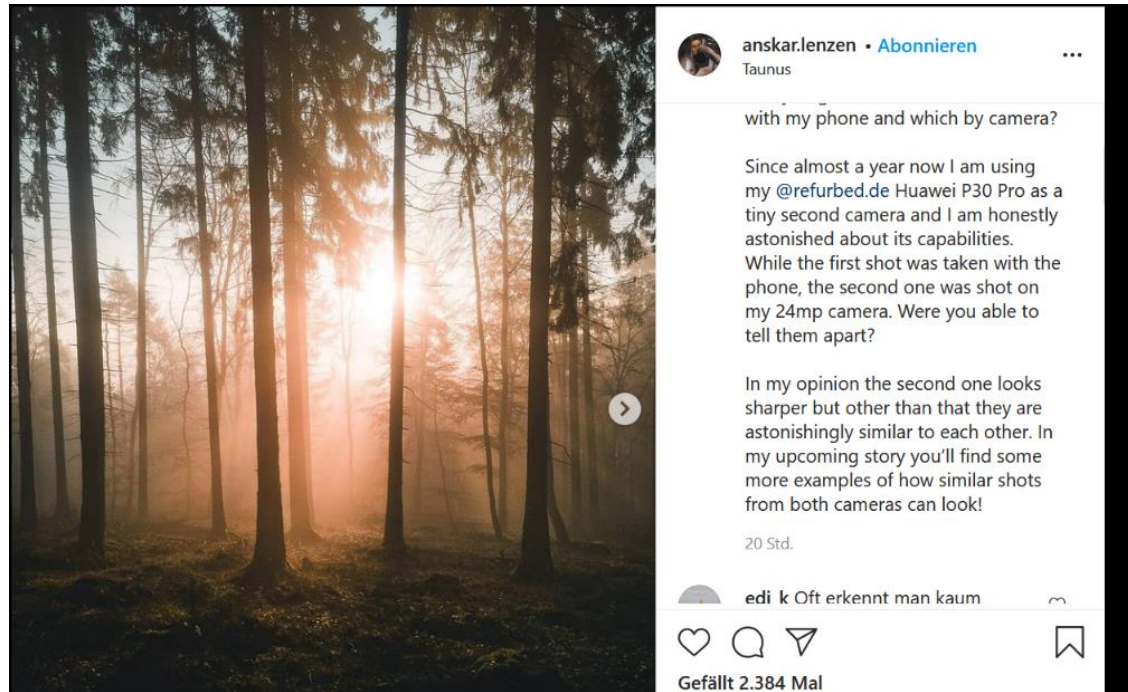 anskar.lenzen • Abonnieren
Taunus
with my phone and which by camera?
Since almost a year now I am using
my @refurbed.de Huawei P30 Pro as a
tiny second camera and I am honestly
astonished about its capabilities.
While the first shot was taken with the
phone, the second one was shot on
my 24mp camera. Were you able to
tell them apart?
In my opinion the second one looks
sharper but other than that they are
astonishingly similar to each other. In
my upcoming story you'll find some
more examples of how similar shots
from both cameras can look!
20 Std.
edi_k Oft erkennt man kaum
Gefällt 2.384 Mal